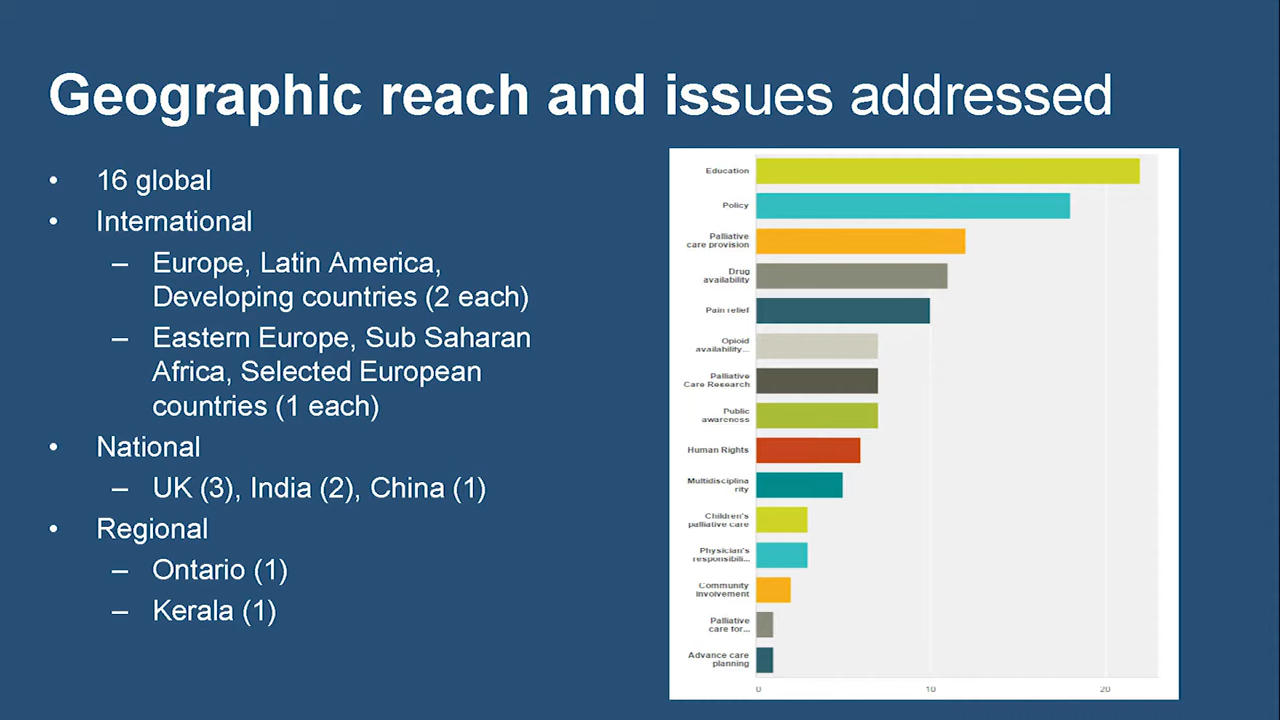 Geographic reach and issues addressed
• 16 global
• International
– Europe, Latin America,
Developing countries (2 each)
– Eastern Europe, Sub Saharan
Africa, Selected European
countries (1 each)
• National
– UK (3), India (2), China (1)
• Regional
– Ontario (1)
– Kerala (1)
Education
Policy
Palliative
care provision
Drug
availability
Pain relief
Opioid
availability...
Palliative
Care Research
Public
awareness
Human Rights
Multidisciplina
rity
Children's
palliative care
Physician's
responsibili...
Community
involvement
Palliative
care for...
Advance care
planning
0 10 20